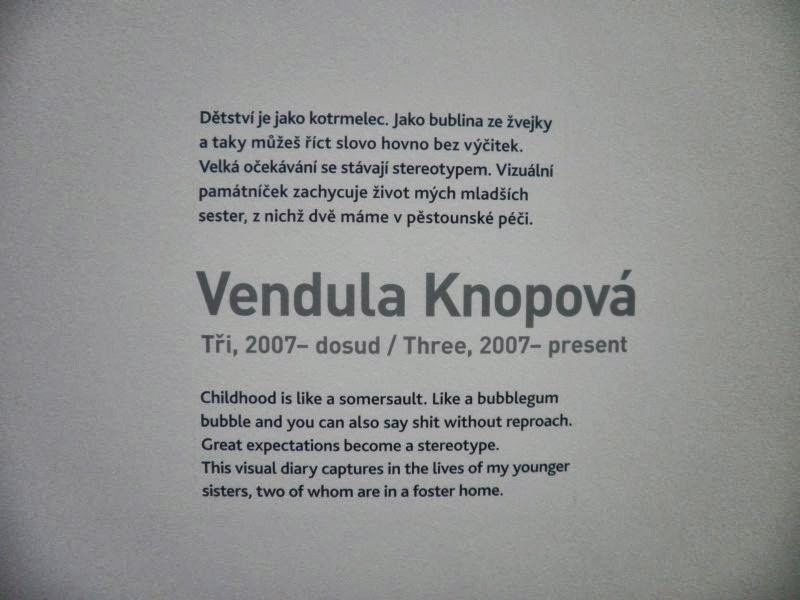 Dětství je jako kotrmelec. Jako bublina ze žvejky
a taky můžeš říct slovo hovno bez výčitek.
Velká očekávání se stávají stereotypem. Vizuální
památníček zachycuje život mých mladších
sester, z nichž dvě máme v pěstounské péči.
Vendula Knopová
Tři, 2007– dosud / Three, 2007– present
Childhood is like a somersault. Like a bubblegum
bubble and you can also say shit without reproach.
Great expectations become a stereotype.
This visual diary captures in the lives of my younger
sisters, two of whom are in a foster home.